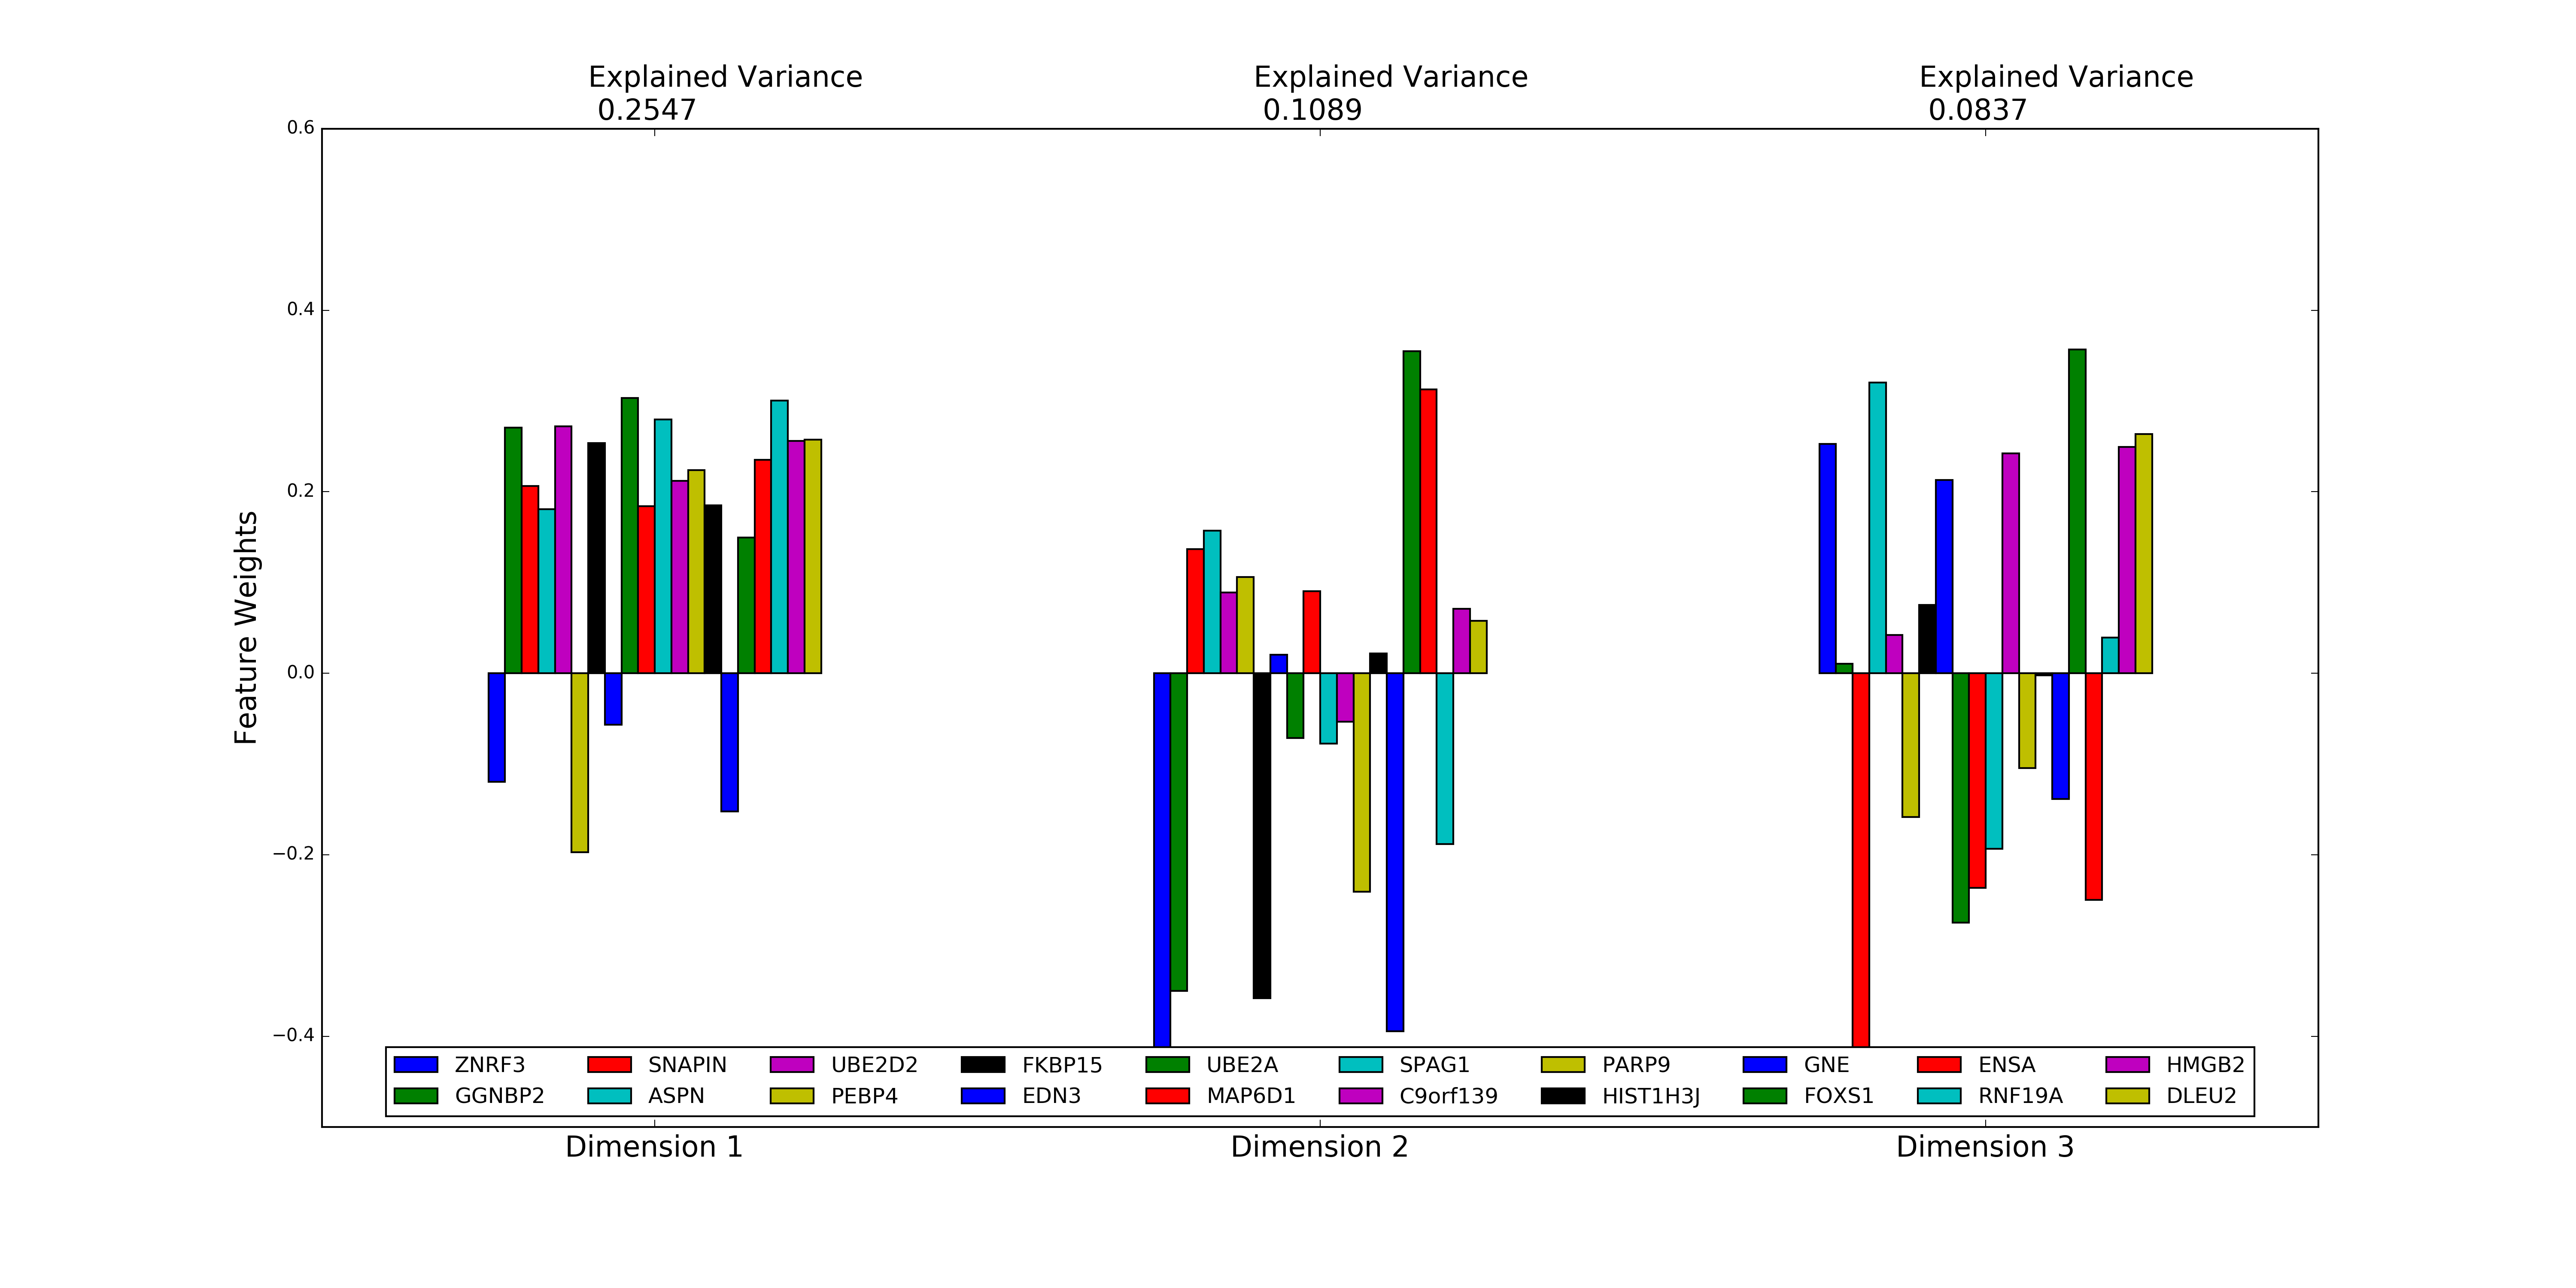 Explained Variance
0.2547
Explained Variance
0.1089
Explained Variance
0.0837
0.6
0.4
0.2
0.0
−0.2
−0.4
Feature Weights
ZNRF3 SNAPIN UBE2D2 FKBP15 UBE2A SPAG1 PARP9 GNE ENSA HMGB2
GGNBP2 ASPN PEBP4 EDN3 MAP6D1 C9orf139 HIST1H3J FOXS1 RNF19A DLEU2
Dimension 1 Dimension 2 Dimension 3